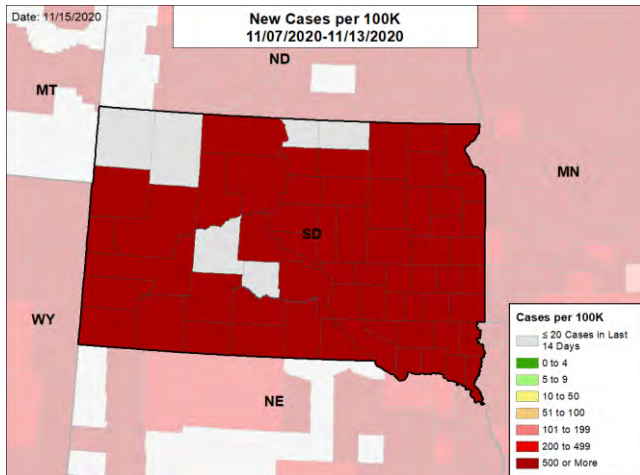 Date: 11/15/2020
New Cases per 100K
11/07/2020-11/13/2020
ND
MT
MN
SD
WY
NE
Cases per 100K
≤ 20 Cases in Last
14 Days
0 to 4
5 to 9
10 to 50
51 to 100
101 to 199
200 to 499
500 or More